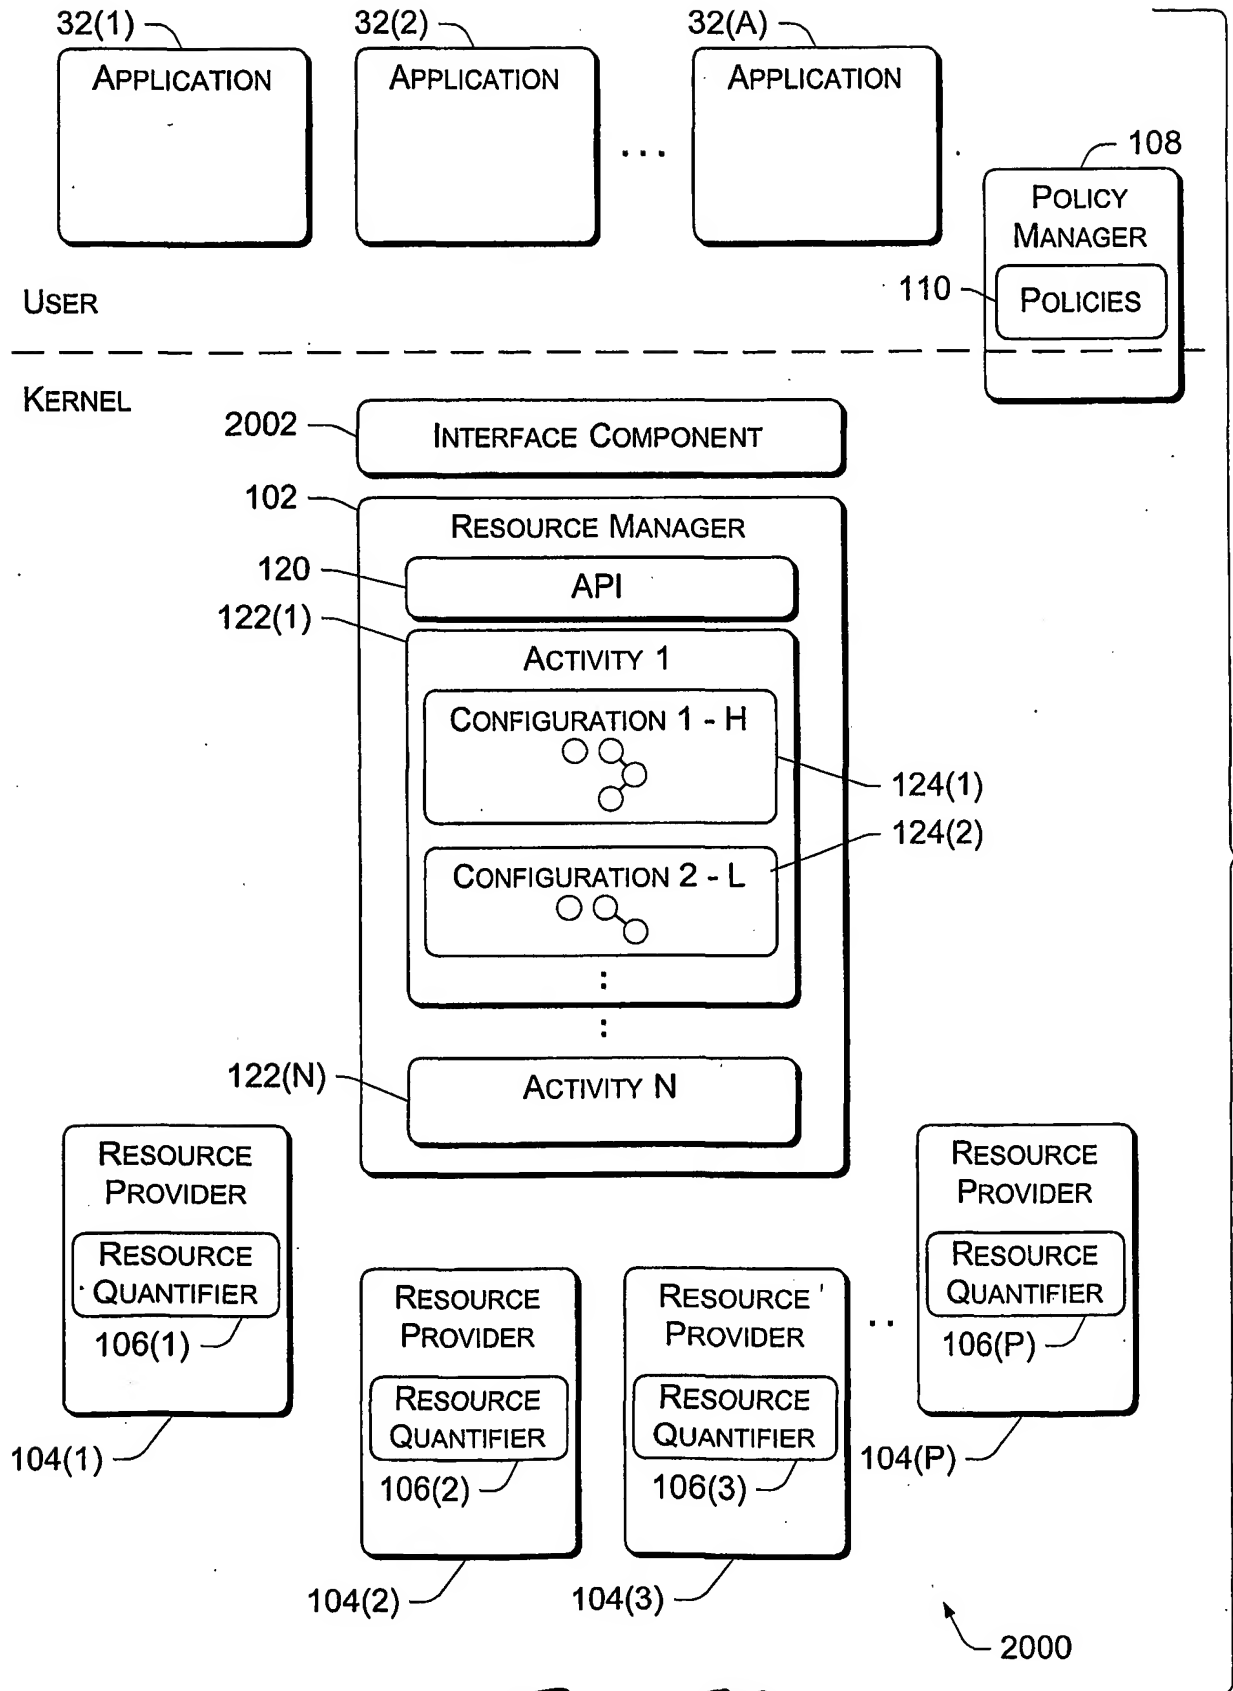 32(1)
32(2)
32(A)
APPLICATION
APPLICATION
APPLICATION
...
108
POLICY
MANAGER
110
POLICIES
USER
KERNEL
2002
INTERFACE COMPONENT
102
RESOURCE MANAGER
120
API
122(1)
ACTIVITY 1
CONFIGURATION 1 - H
124(1)
124(2)
CONFIGURATION 2 - L
122(N)
ACTIVITY N
RESOURCE
PROVIDER
RESOURCE
QUANTIFIER
106(1)
104(1)
RESOURCE
PROVIDER
RESOURCE
QUANTIFIER
106(2)
104(2)
RESOURCE
PROVIDER
RESOURCE
QUANTIFIER
106(3)
104(3)
RESOURCE
PROVIDER
RESOURCE
QUANTIFIER
106(P)
104(P)
2000